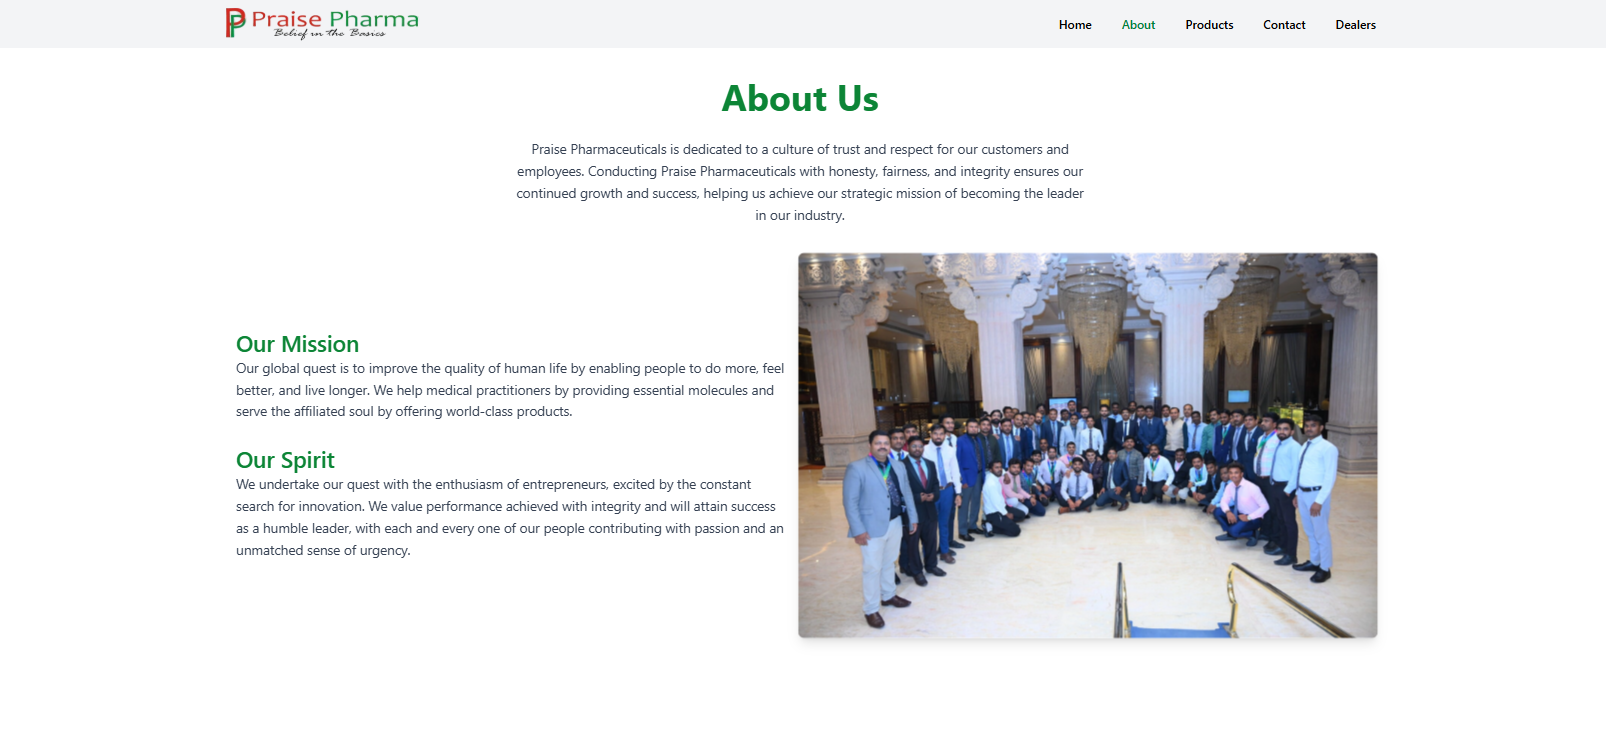 Praise Pharma
Belief in the Basics
Home About Products Contact Dealers
About Us
Praise Pharmaceuticals is dedicated to a culture of trust and respect for our customers and
employees. Conducting Praise Pharmaceuticals with honesty, fairness, and integrity ensures our
continued growth and success, helping us achieve our strategic mission of becoming the leader
in our industry.
Our Mission
Our global quest is to improve the quality of human life by enabling people to do more, feel
better, and live longer. We help medical practitioners by providing essential molecules and
serve the affiliated soul by offering world-class products.
Our Spirit
We undertake our quest with the enthusiasm of entrepreneurs, excited by the constant
search for innovation. We value performance achieved with integrity and will attain success
as a humble leader, with each and every one of our people contributing with passion and an
unmatched sense of urgency.